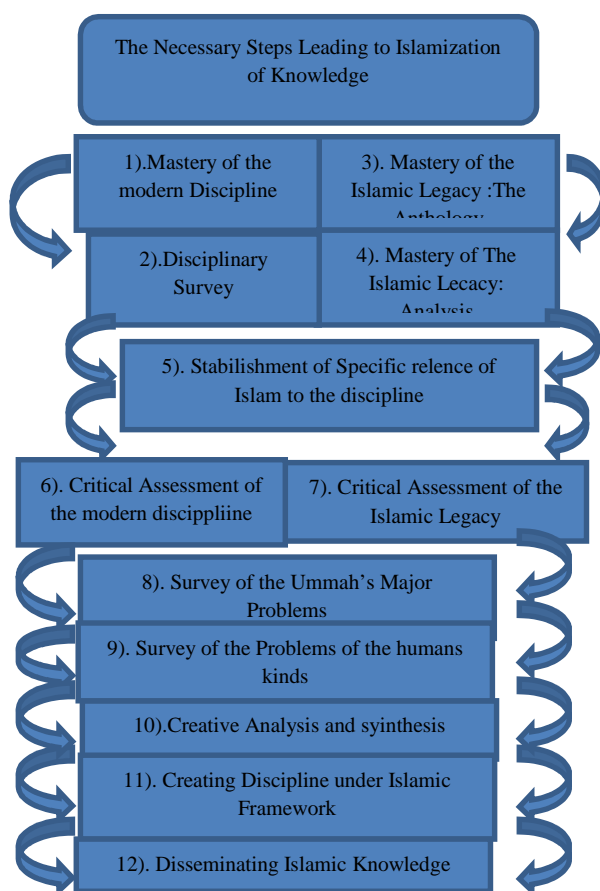 The Necessary Steps Leading to Islamization
of Knowledge
1).Mastery of the
modern Discipline
3). Mastery of the
Islamic Legacy :The
Anthology
2).Disciplinary
Survey
4). Mastery of The
Islamic Lecacy:
Analysis
5). Stabilishment of Specific relence of
Islam to the discipline
6). Critical Assessment of
the modern discippliine
7). Critical Assessment of the
Islamic Legacy
8). Survey of the Ummah’s Major
Problems
9). Survey of the Problems of the humans
kinds
10).Creative Analysis and syinthesis
11). Creating Discipline under Islamic
Framework
12). Disseminating Islamic Knowledge